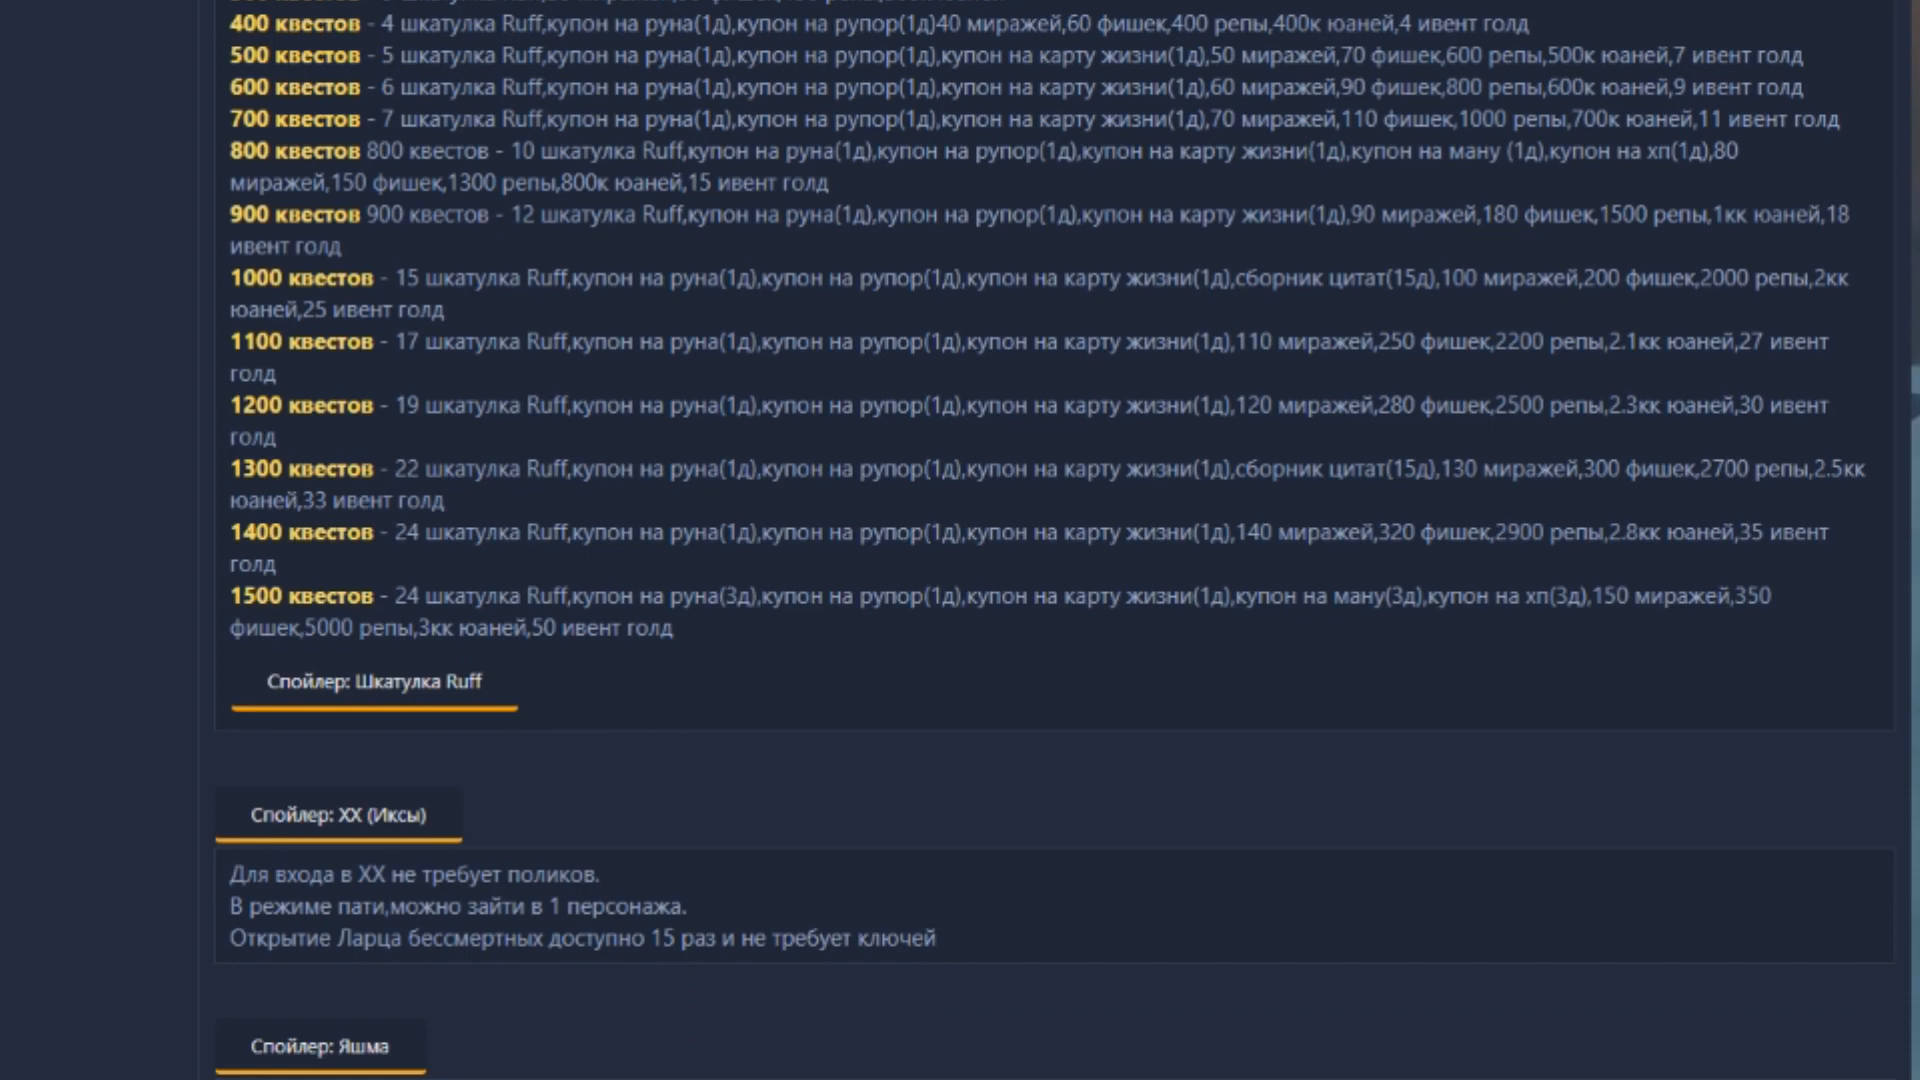 400 квестов - 4 шкатулка Ruff,купон на руна(1д),купон на рупор(1д)40 миражей,60 фишек,400 репы,400к юаней,4 ивент голд
500 квестов - 5 шкатулка Ruff,купон на руна(1д),купон на рупор(1д),купон на карту жизни(1д),50 миражей,70 фишек,600 репы,500к юаней,7 ивент голд
600 квестов - 6 шкатулка Ruff,купон на руна(1д),купон на рупор(1д),купон на карту жизни(1д),60 миражей,90 фишек,800 репы,600к юаней,9 ивент голд
700 квестов - 7 шкатулка Ruff,купон на руна(1д),купон на рупор(1д),купон на карту жизни(1д),70 миражей,110 фишек,1000 репы,700к юаней,11 ивент голд
800 квестов 800 квестов - 10 шкатулка Ruff,купон на руна(1д),купон на рупор(1д),купон на карту жизни(1д),купон на ману (1д),купон на хп(1д),80
миражей,150 фишек,1300 репы,800к юаней,15 ивент голд
900 квестов 900 квестов - 12 шкатулка Ruff,купон на руна(1д),купон на рупор(1д),купон на карту жизни(1д),90 миражей,180 фишек,1500 репы,1кк юаней,18
ивент голд
1000 квестов - 15 шкатулка Ruff,купон на руна(1д),купон на рупор(1д),купон на карту жизни(1д),сборник цитат(15д),100 миражей,200 фишек,2000 репы,2кк
юаней,25 ивент голд
1100 квестов - 17 шкатулка Ruff,купон на руна(1д),купон на рупор(1д),купон на карту жизни(1д),110 миражей,250 фишек,2200 репы,2.1кк юаней,27 ивент
голд
1200 квестов - 19 шкатулка Ruff,купон на руна(1д),купон на рупор(1д),купон на карту жизни(1д),120 миражей,280 фишек,2500 репы,2.3кк юаней,30 ивент
голд
1300 квестов - 22 шкатулка Ruff,купон на руна(1д),купон на рупор(1д),купон на карту жизни(1д),сборник цитат(15д),130 миражей,300 фишек,2700 репы,2.5кк
юаней,33 ивент голд
1400 квестов - 24 шкатулка Ruff,купон на руна(1д),купон на рупор(1д),купон на карту жизни(1д),140 миражей,320 фишек,2900 репы,2.8кк юаней,35 ивент
голд
1500 квестов - 24 шкатулка Ruff,купон на руна(3д),купон на рупор(1д),купон на карту жизни(1д),купон на ману(3д),купон на хп(3д),150 миражей,350
фишек,5000 репы,3кк юаней,50 ивент голд
Спойлер: Шкатулка Ruff
Спойлер: ХХ (Иксы)
Для входа в ХХ не требует поликов.
В режиме пати,можно зайти в 1 персонажа.
Открытие Ларца бессмертных доступно 15 раз и не требует ключей
Спойлер: Яшма